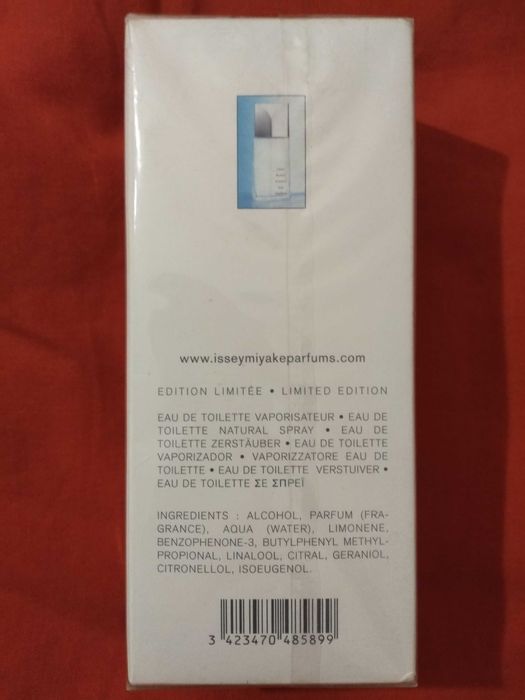 www.isseymiyakeparfums.com
EDITION LIMITÉE • LIMITED EDITION
EAU DE TOILETTE VAPORISATEUR • EAU DE
TOILETTE NATURAL SPRAY • EAU DE
TOILETTE ZERSTÄUBER • EAU DE TOILETTE
VAPORIZADOR • VAPORIZZATORE EAU DE
TOILETTE • EAU DE TOILETTE VERSTUIVER •
EAU DE TOILETTE ΣΕ ΣΠΡΕΪ
INGREDIENTS : ALCOHOL, PARFUM (FRA-
GRANCE), AQUA (WATER), LIMONENE,
BENZOPHENONE-3, BUTYLPHENYL METHYL-
PROPIONAL, LINALOOL, CITRAL, GERANIOL,
CITRONELLOL, ISOEUGENOL.
3 423470 485899